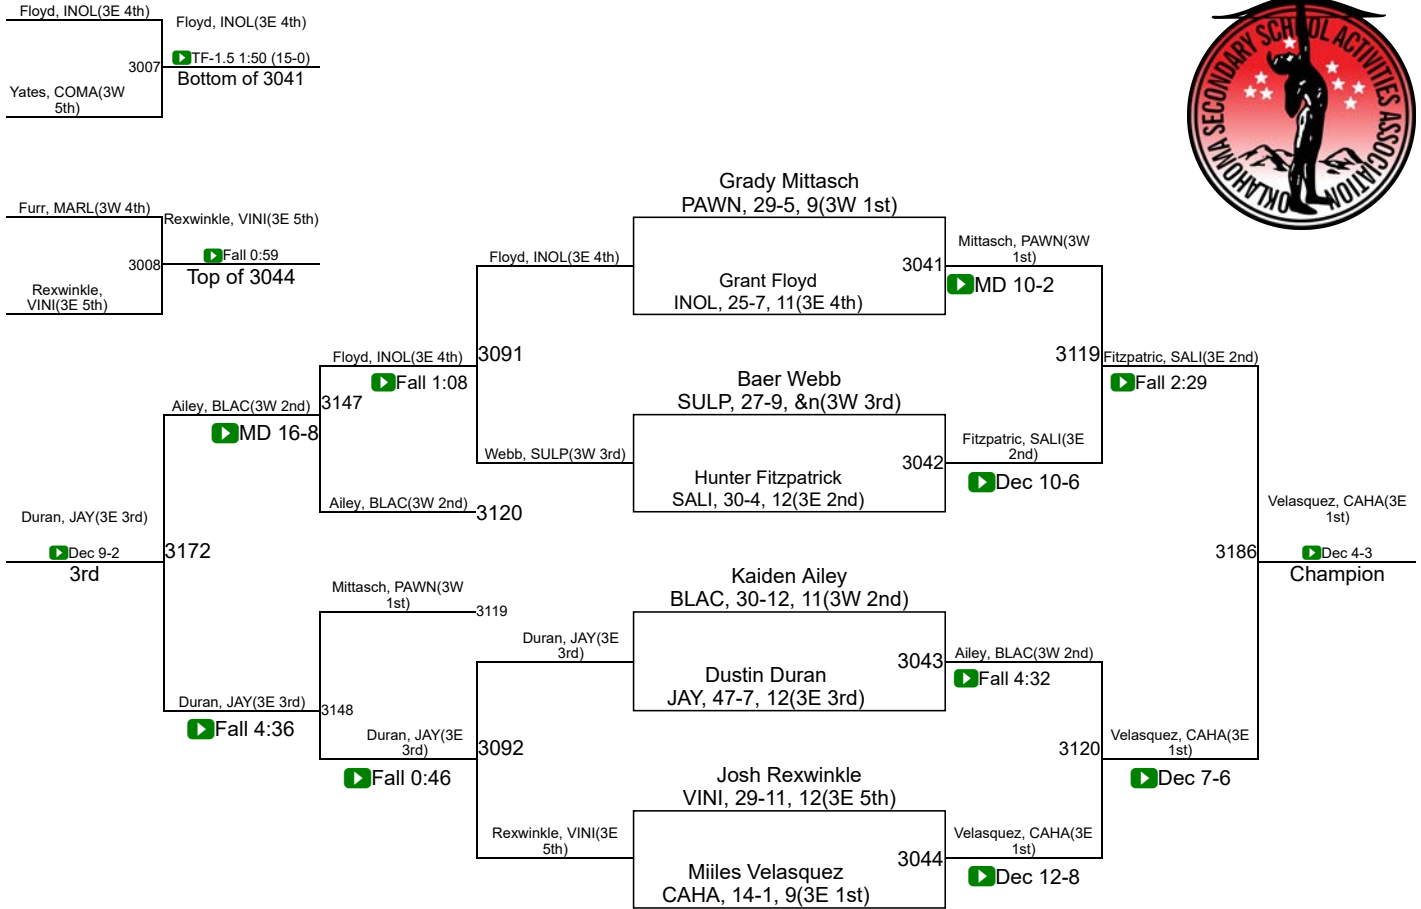 Floyd, INOL(3E 4th)
Floyd, INOL(3E 4th)
3007
TF-1.5 1:50 (15-0)
Bottom of 3041
Yates, COMA(3W
5th)
Furr, MARL(3W 4th)
Rexwinkle, VINI(3E 5th)
3008
Fall 0:59
Top of 3044
Rexwinkle,
VINI(3E 5th)
OKLAHOMA SECONDARY SCHOOL ACTIVITIES ASSOCIATION
Grady Mittasch
PAWN, 29-5, 9(3W 1st)
Floyd, INOL(3E 4th)
3041
Mittasch, PAWN(3W
1st)
MD 10-2
Grant Floyd
INOL, 25-7, 11(3E 4th)
Floyd, INOL(3E 4th)
3091
Fall 1:08
3119
Fitzpatric, SALI(3E 2nd)
Fall 2:29
Baer Webb
SULP, 27-9, &n(3W 3rd)
Ailey, BLAC(3W 2nd)
3147
MD 16-8
Webb, SULP(3W 3rd)
3042
Fitzpatric, SALI(3E
2nd)
Dec 10-6
Hunter Fitzpatrick
SALI, 30-4, 12(3E 2nd)
Ailey, BLAC(3W 2nd)
3120
Duran, JAY(3E 3rd)
Dec 9-2
3rd
3172
3186
Velasquez, CAHA(3E
1st)
Dec 4-3
Champion
Kaiden Ailey
BLAC, 30-12, 11(3W 2nd)
Mittasch, PAWN(3W
1st)
3119
Duran, JAY(3E
3rd)
3043
Ailey, BLAC(3W 2nd)
Fall 4:32
Dustin Duran
JAY, 47-7, 12(3E 3rd)
Duran, JAY(3E 3rd)
3148
Fall 4:36
Duran, JAY(3E
3rd)
3092
Fall 0:46
3120
Velasquez, CAHA(3E
1st)
Dec 7-6
Josh Rexwinkle
VINI, 29-11, 12(3E 5th)
Rexwinkle, VINI(3E
5th)
3044
Velasquez, CAHA(3E
1st)
Dec 12-8
Miiles Velasquez
CAHA, 14-1, 9(3E 1st)